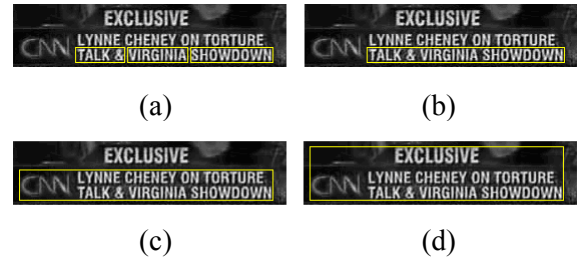 EXCLUSIVE
CNN LYNNE CHENEY ON TORTURE
TALK & VIRGINIA SHOWDOWN
(a)
EXCLUSIVE
CNN LYNNE CHENEY ON TORTURE
TALK & VIRGINIA SHOWDOWN
(b)
EXCLUSIVE
CNN LYNNE CHENEY ON TORTURE
TALK & VIRGINIA SHOWDOWN
(c)
EXCLUSIVE
CNN LYNNE CHENEY ON TORTURE
TALK & VIRGINIA SHOWDOWN
(d)